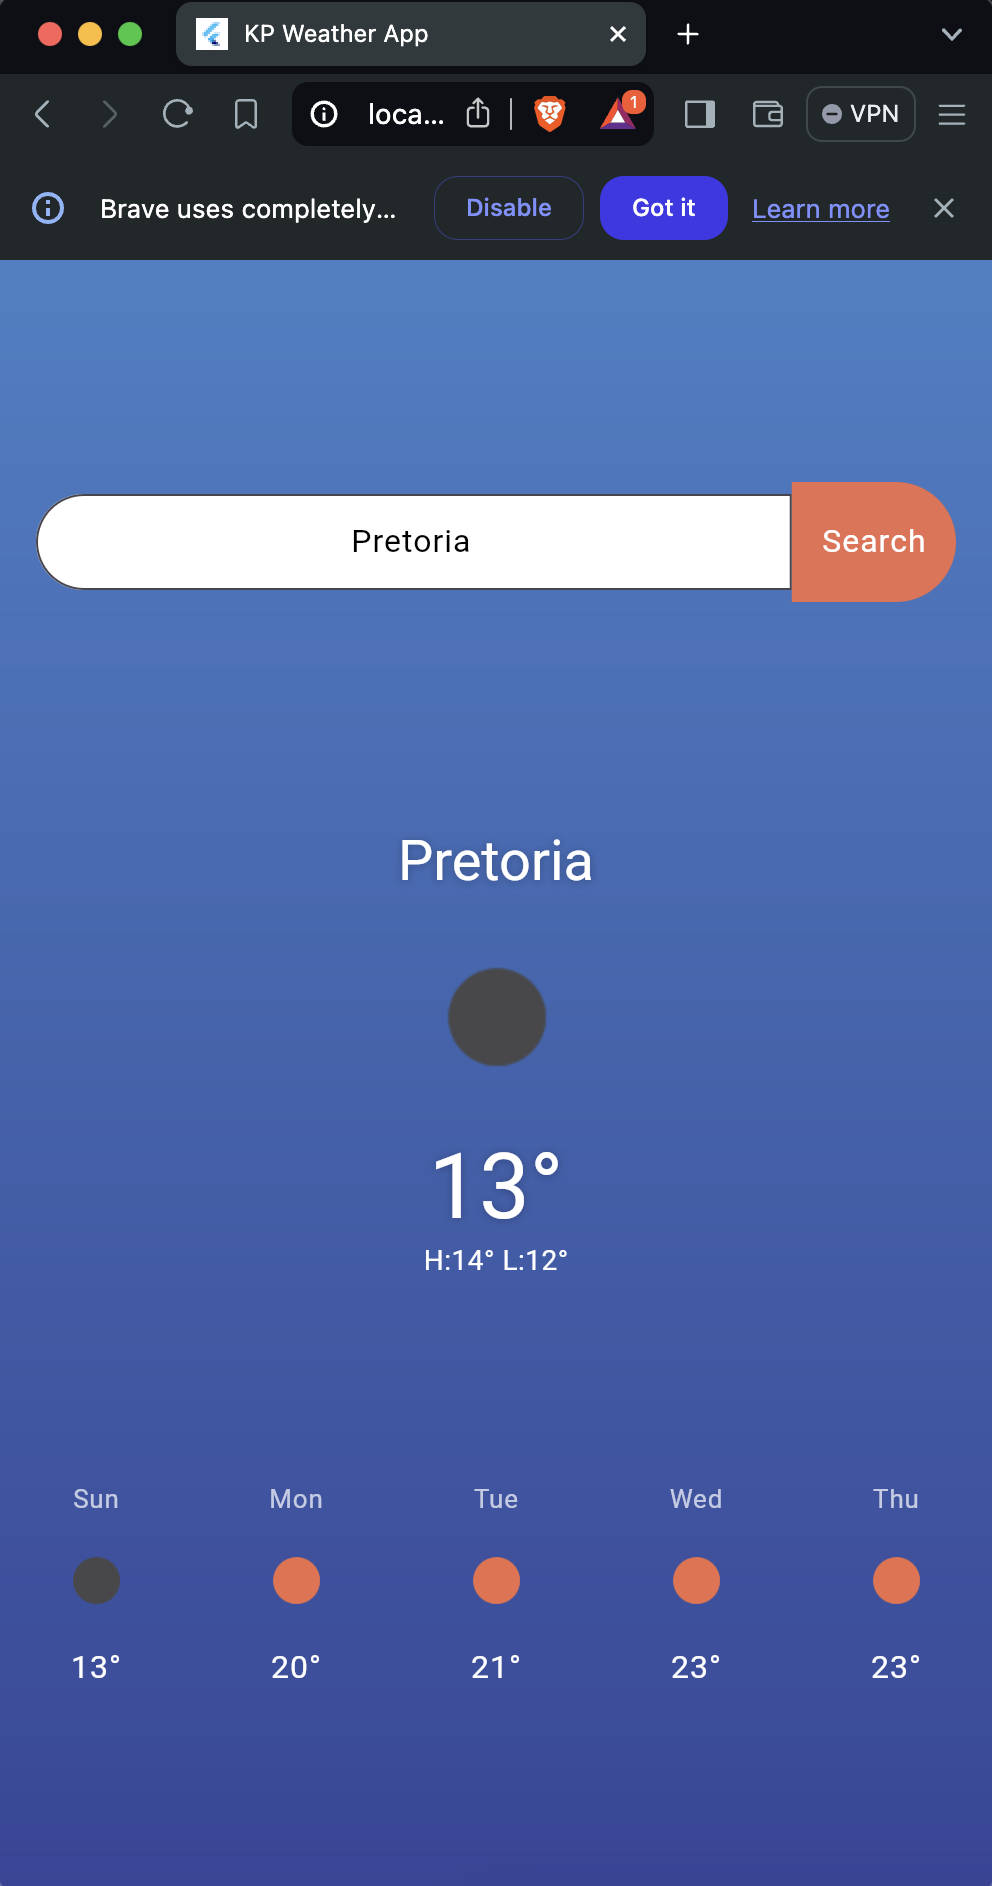 KP Weather App
loca...
1
VPN
Brave uses completely...
Disable
Got it
Learn more
Pretoria
Search
Pretoria
13°
H:14° L:12°
Sun Mon Tue Wed Thu
13° 20° 21° 23° 23°